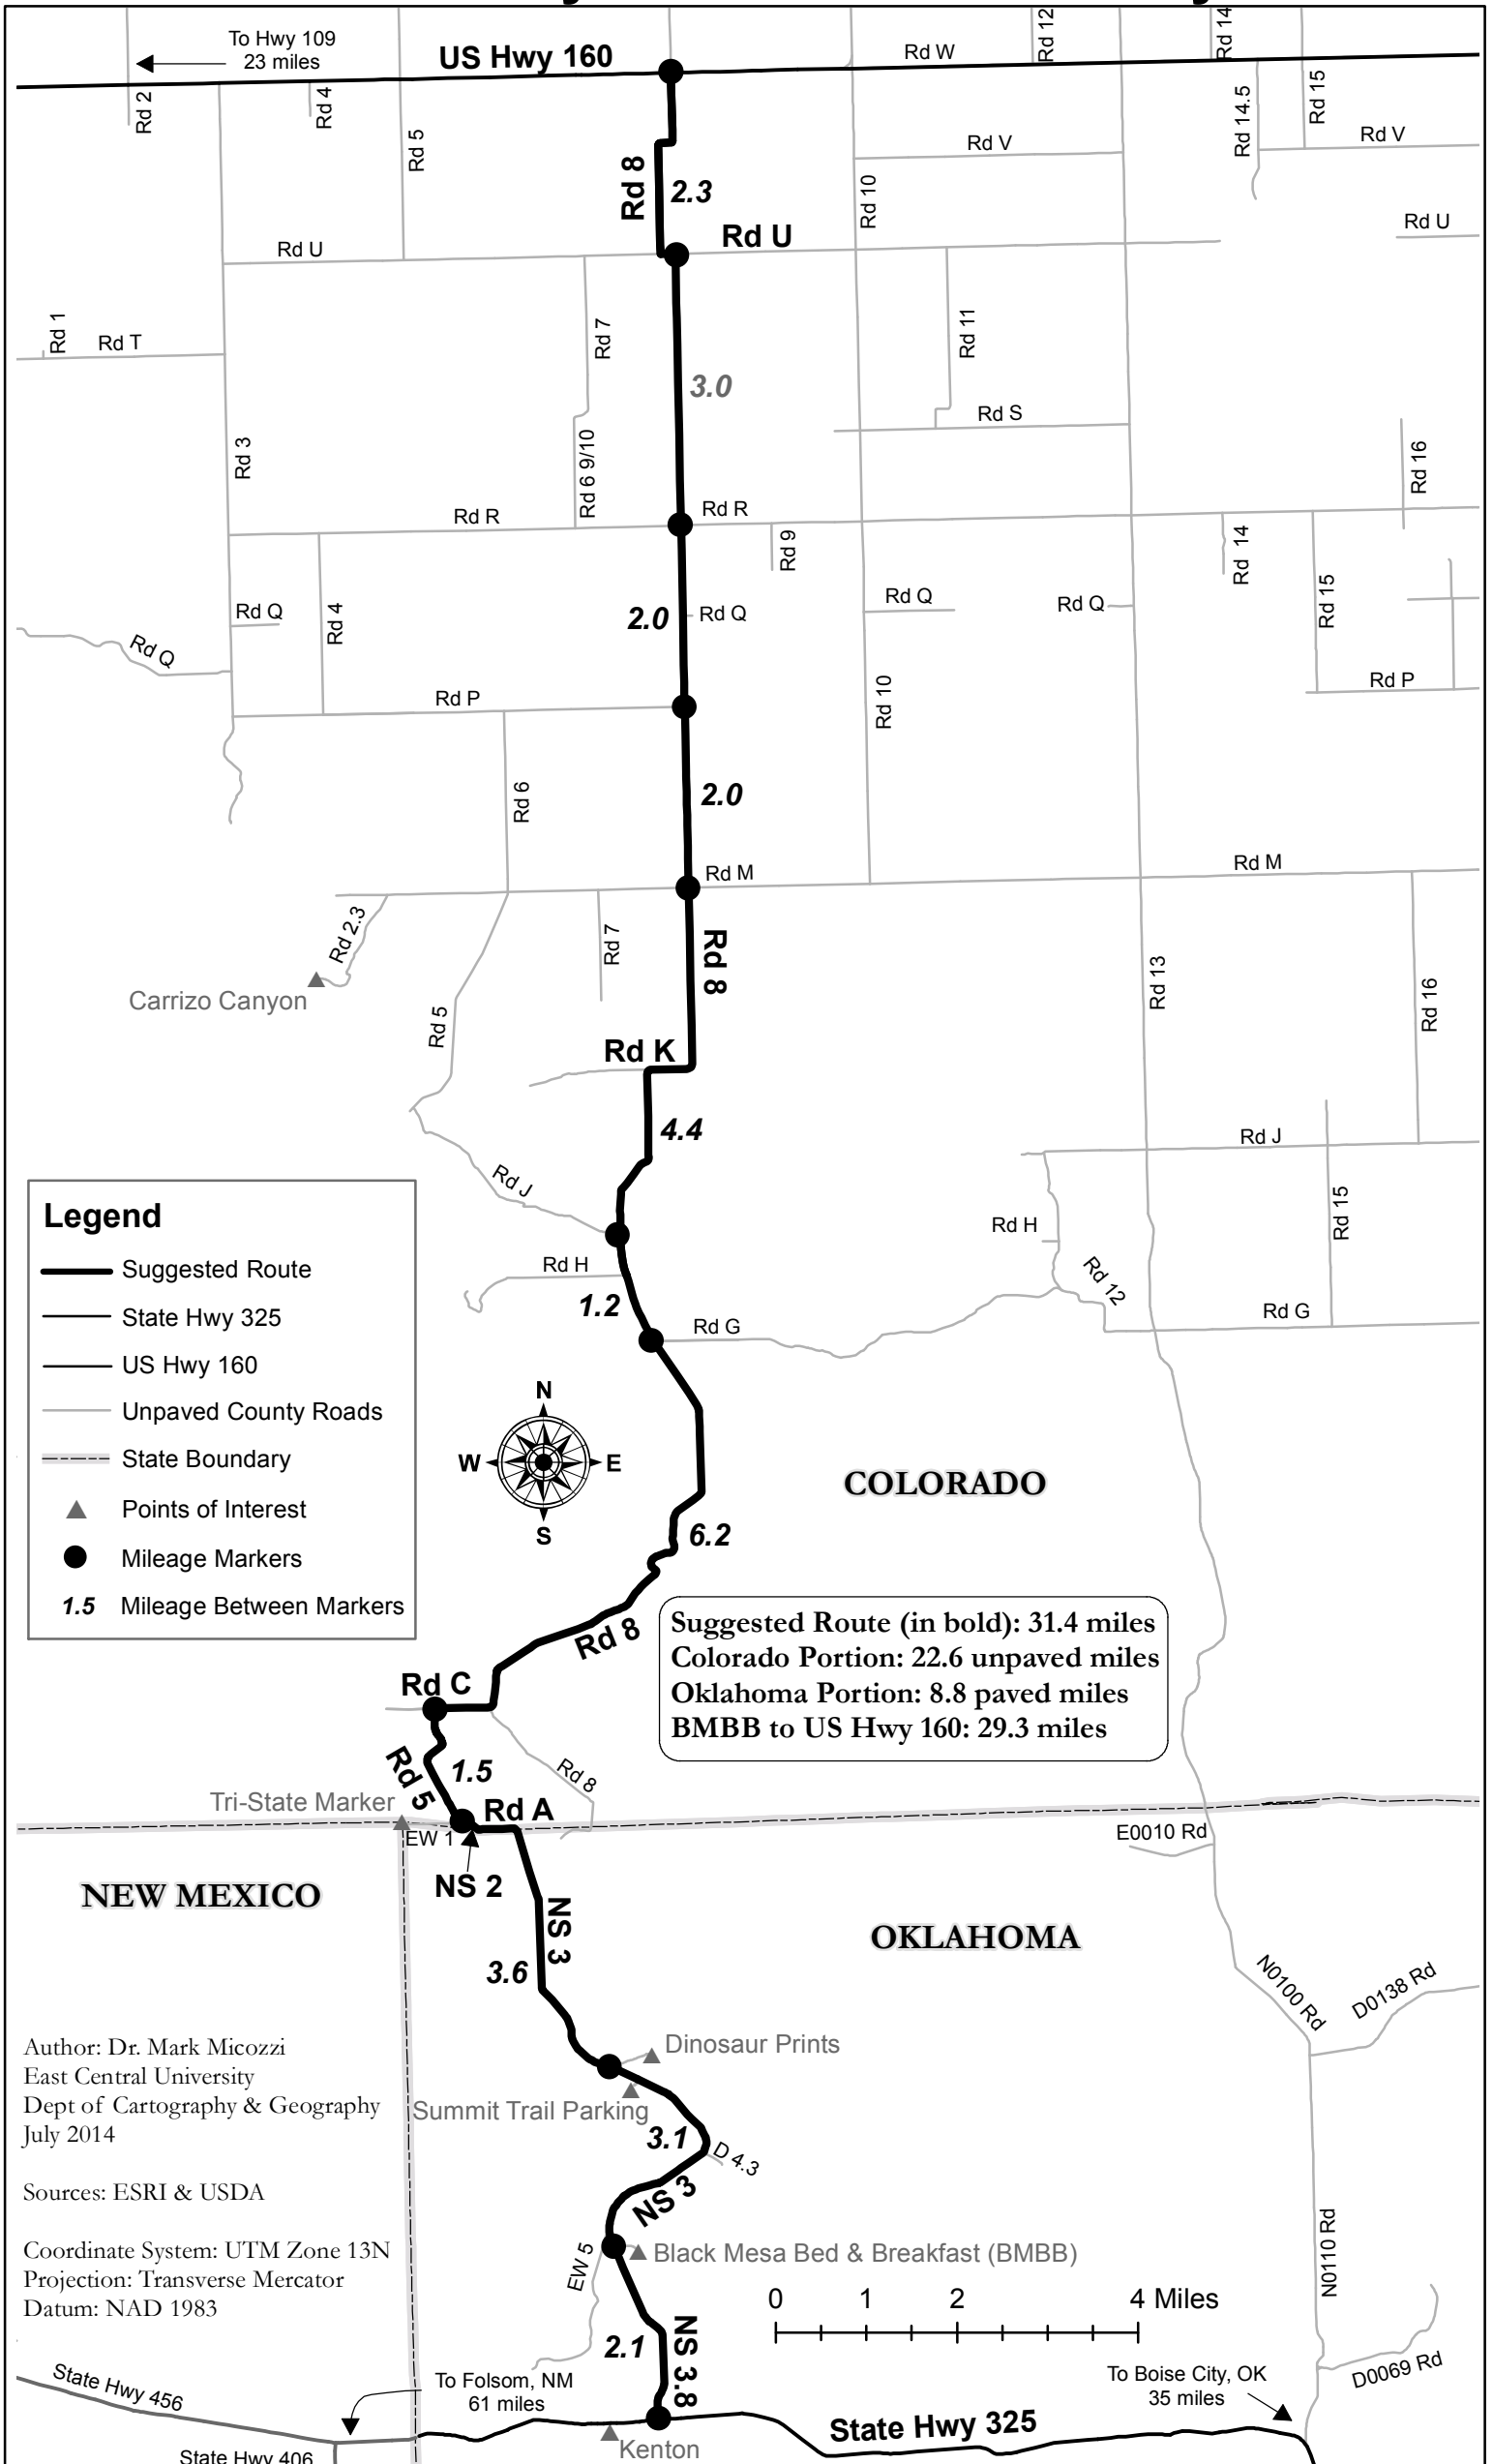 To Hwy 109
23 miles
US Hwy 160
Rd W
Rd 12
Rd 14
Rd 2
Rd 4
Rd 5
Rd 8
2.3
Rd 10
Rd V
Rd 14.5
Rd 15
Rd V
Rd U
Rd U
Rd U
Rd 1
Rd T
Rd 7
3.0
Rd 11
Rd S
Rd 3
Rd 6 9/10
Rd 16
Rd R
Rd R
Rd 9
Rd 14
Rd Q
Rd 4
2.0
Rd Q
Rd Q
Rd Q
Rd 15
Rd Q
Rd P
Rd 10
Rd P
Rd 6
2.0
Rd M
Rd M
Rd 2.3
Rd 7
Rd 8
Carrizo Canyon
Rd 5
Rd 13
Rd 16
Rd K
4.4
Rd J
Rd J
Rd H
Rd 15
Rd H
1.2
Rd 12
Rd G
Rd G
Legend
Suggested Route
State Hwy 325
US Hwy 160
Unpaved County Roads
State Boundary
Points of Interest
Mileage Markers
1.5 Mileage Between Markers
N
W E
S
COLORADO
6.2
Rd 8
Suggested Route (in bold): 31.4 miles
Colorado Portion: 22.6 unpaved miles
Oklahoma Portion: 8.8 paved miles
BMBB to US Hwy 160: 29.3 miles
Rd C
Rd 5
1.5
Rd 8
Tri-State Marker
Rd A
EW 1
E0010 Rd
NS 2
NEW MEXICO
NS 3
OKLAHOMA
3.6
N0100 Rd
D0138 Rd
Author: Dr. Mark Micozzi
East Central University
Dept of Cartography & Geography
July 2014
Dinosaur Prints
Summit Trail Parking
3.1
D 4.3
NS 3
Sources: ESRI & USDA
Coordinate System: UTM Zone 13N
Projection: Transverse Mercator
Datum: NAD 1983
EW 5
Black Mesa Bed & Breakfast (BMBB)
N0110 Rd
0 1 2 4 Miles
2.1
NS 3.8
State Hwy 456
To Folsom, NM
61 miles
To Boise City, OK
35 miles
D0069 Rd
State Hwy 325
Kenton
State Hwy 406